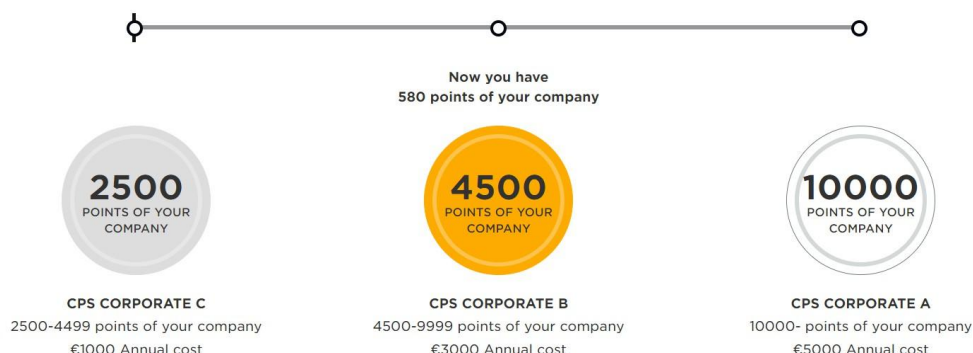 Now you have
580 points of your company
2500
POINTS OF YOUR
COMPANY
4500
POINTS OF YOUR
COMPANY
10000
POINTS OF YOUR
COMPANY
CPS CORPORATE C
2500-4499 points of your company
€1000 Annual cost
CPS CORPORATE B
4500-9999 points of your company
€3000 Annual cost
CPS CORPORATE A
10000- points of your company
€5000 Annual cost